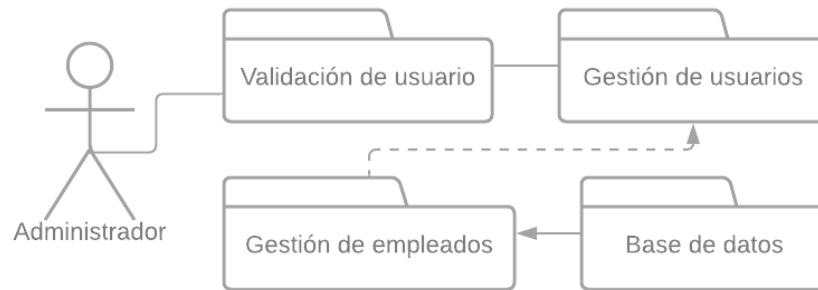 Validación de usuario
Gestión de usuarios
Administrador
Gestión de empleados
Base de datos